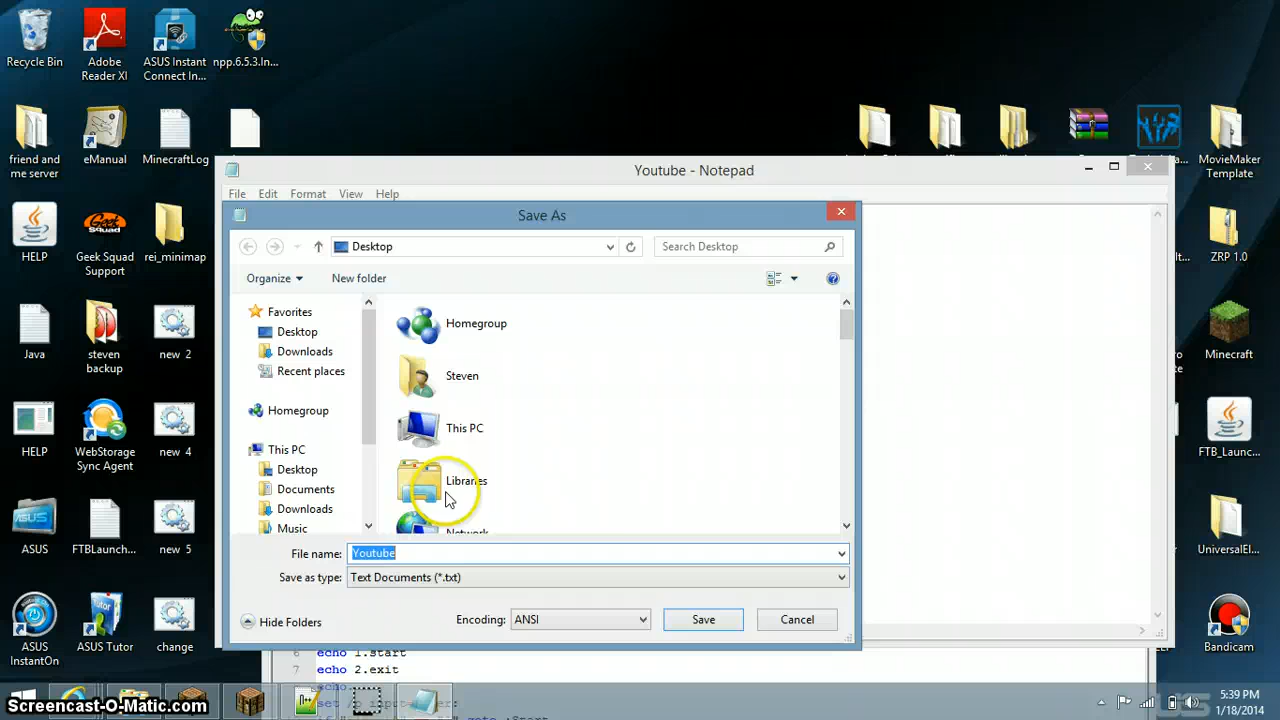 Recycle Bin
Adobe
Reader XI
ASUS Instant
Connect In...
npp.6.5.3.In...
friend and
me server
eManual
MinecraftLog
MovieMaker
Template
Youtube - Notepad
File Edit Format View Help
Save As
Desktop
Search Desktop
Organize
New folder
Favorites
Desktop
Downloads
Recent places
Homegroup
This PC
Desktop
Documents
Downloads
Music
Homegroup
Steven
This PC
Libraries
Network
File name: Youtube
Save as type: Text Documents (*.txt)
Hide Folders
Encoding: ANSI
Save
Cancel
HELP
Geek Squad
Support
rei_minimap
ZRP 1.0
Java
steven
backup
new 2
Minecraft
HELP
WebStorage
Sync Agent
new 4
FTB_Launc...
ASUS
FTBLaunch...
new 5
UniversalEl...
ASUS
InstantOn
ASUS Tutor
change
Bandicam
6 echo 1.start
7 echo 2.exit
echo.
Screencast-O-Matic.com
5:39 PM
1/18/2014